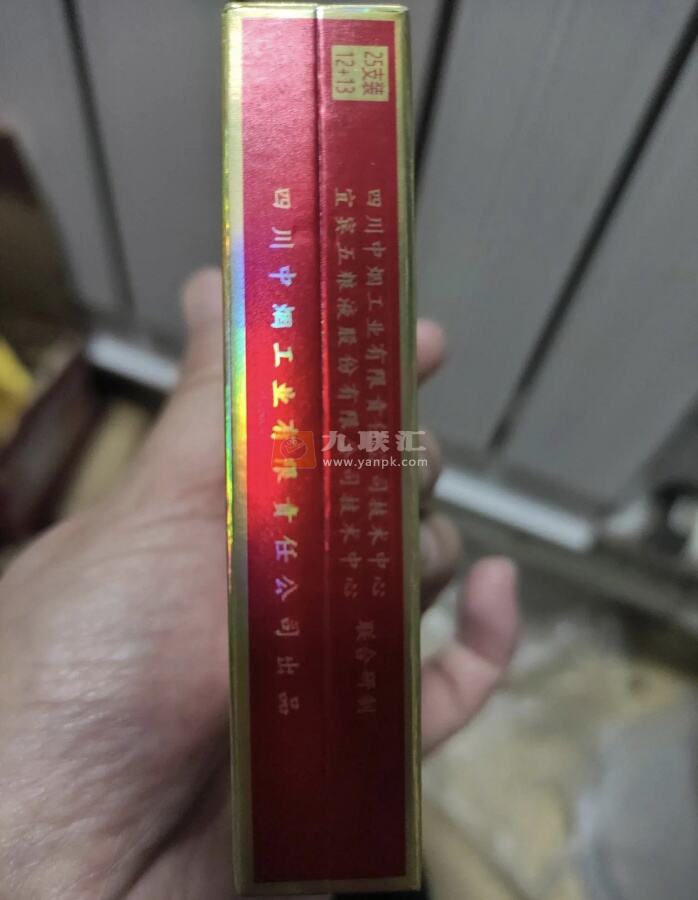 25支装
12+13
四川中烟工业有限责任公司技术中心
宜宾五粮液股份有限公司技术中心
联合研制
四川中烟工业有限责任公司出品
九联汇
www.yanpk.com